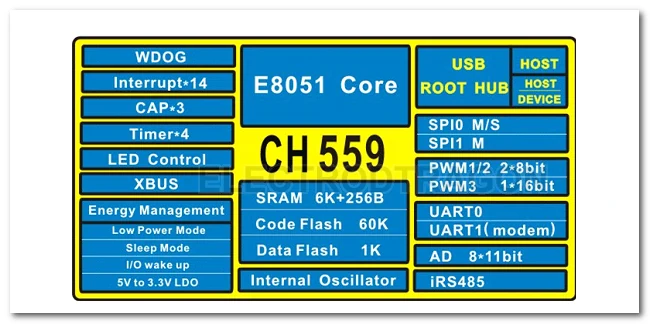 WDOG
Interrupt*14
CAP*3
Timer*4
LED Control
XBUS
Energy Management
Low Power Mode
Sleep Mode
I/O wake up
5V to 3.3V LDO
E8051 Core
CH 559
SRAM 6K+256B
Code Flash 60K
Data Flash 1K
Internal Oscillator
USB
ROOT HUB
HOST
HOST
DEVICE
SPI0 M/S
SPI1 M
PWM1/2 2*8bit
PWM3 1*16bit
UART0
UART1(modem)
AD 8*11bit
iRS485